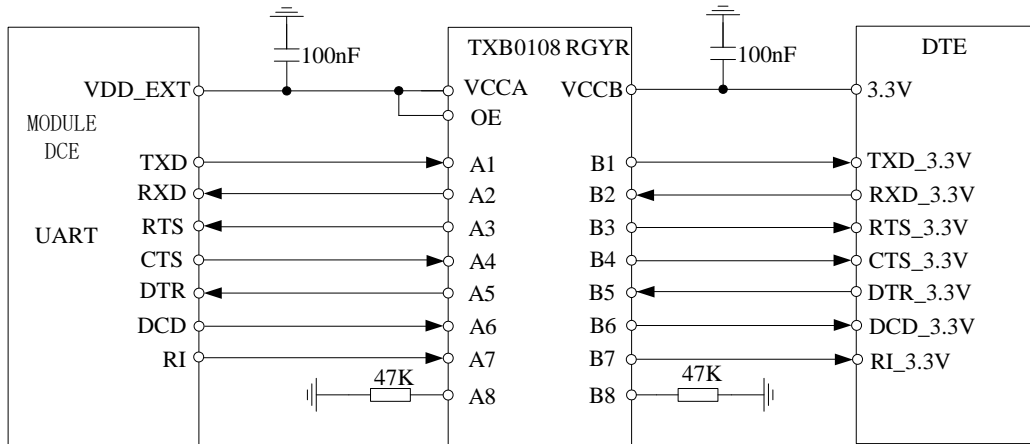 TXB0108 RGYR
DTE
100nF
100nF
VDD_EXT
VCCA
VCCB
3.3V
OE
MODULE
DCE
TXD
A1
B1
TXD_3.3V
RXD
A2
B2
RXD_3.3V
RTS
A3
B3
RTS_3.3V
UART
CTS
A4
B4
CTS_3.3V
DTR
A5
B5
DTR_3.3V
DCD
A6
B6
DCD_3.3V
RI
A7
B7
RI_3.3V
47K
A8
B8
47K